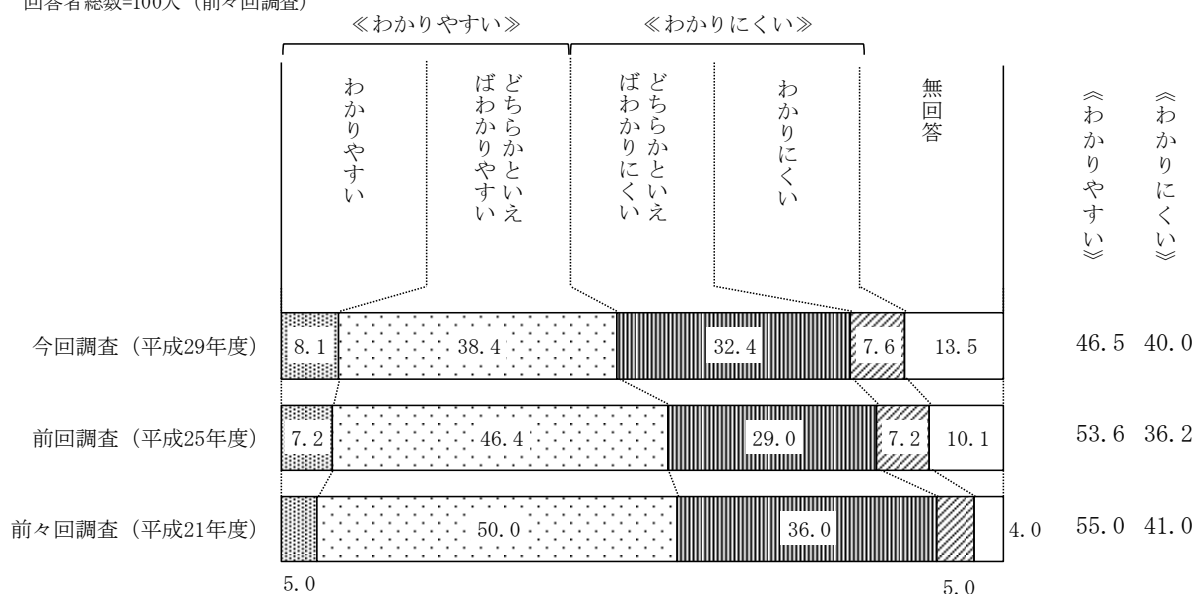 回答者総数=100人（前々回調査）
≪わかりやすい≫ ≪わかりにくい≫
わかりやすい
どちらかといえ
ばわかりやすい
どちらかといえ
ばわかりにくい
わかりにくい
無回答
≪わかりやすい≫
≪わかりにくい≫
今回調査（平成29年度） 8.1 38.4 32.4 7.6 13.5 46.5 40.0
前回調査（平成25年度） 7.2 46.4 29.0 7.2 10.1 53.6 36.2
前々回調査（平成21年度） 50.0 36.0 4.0 55.0 41.0
5.0 5.0